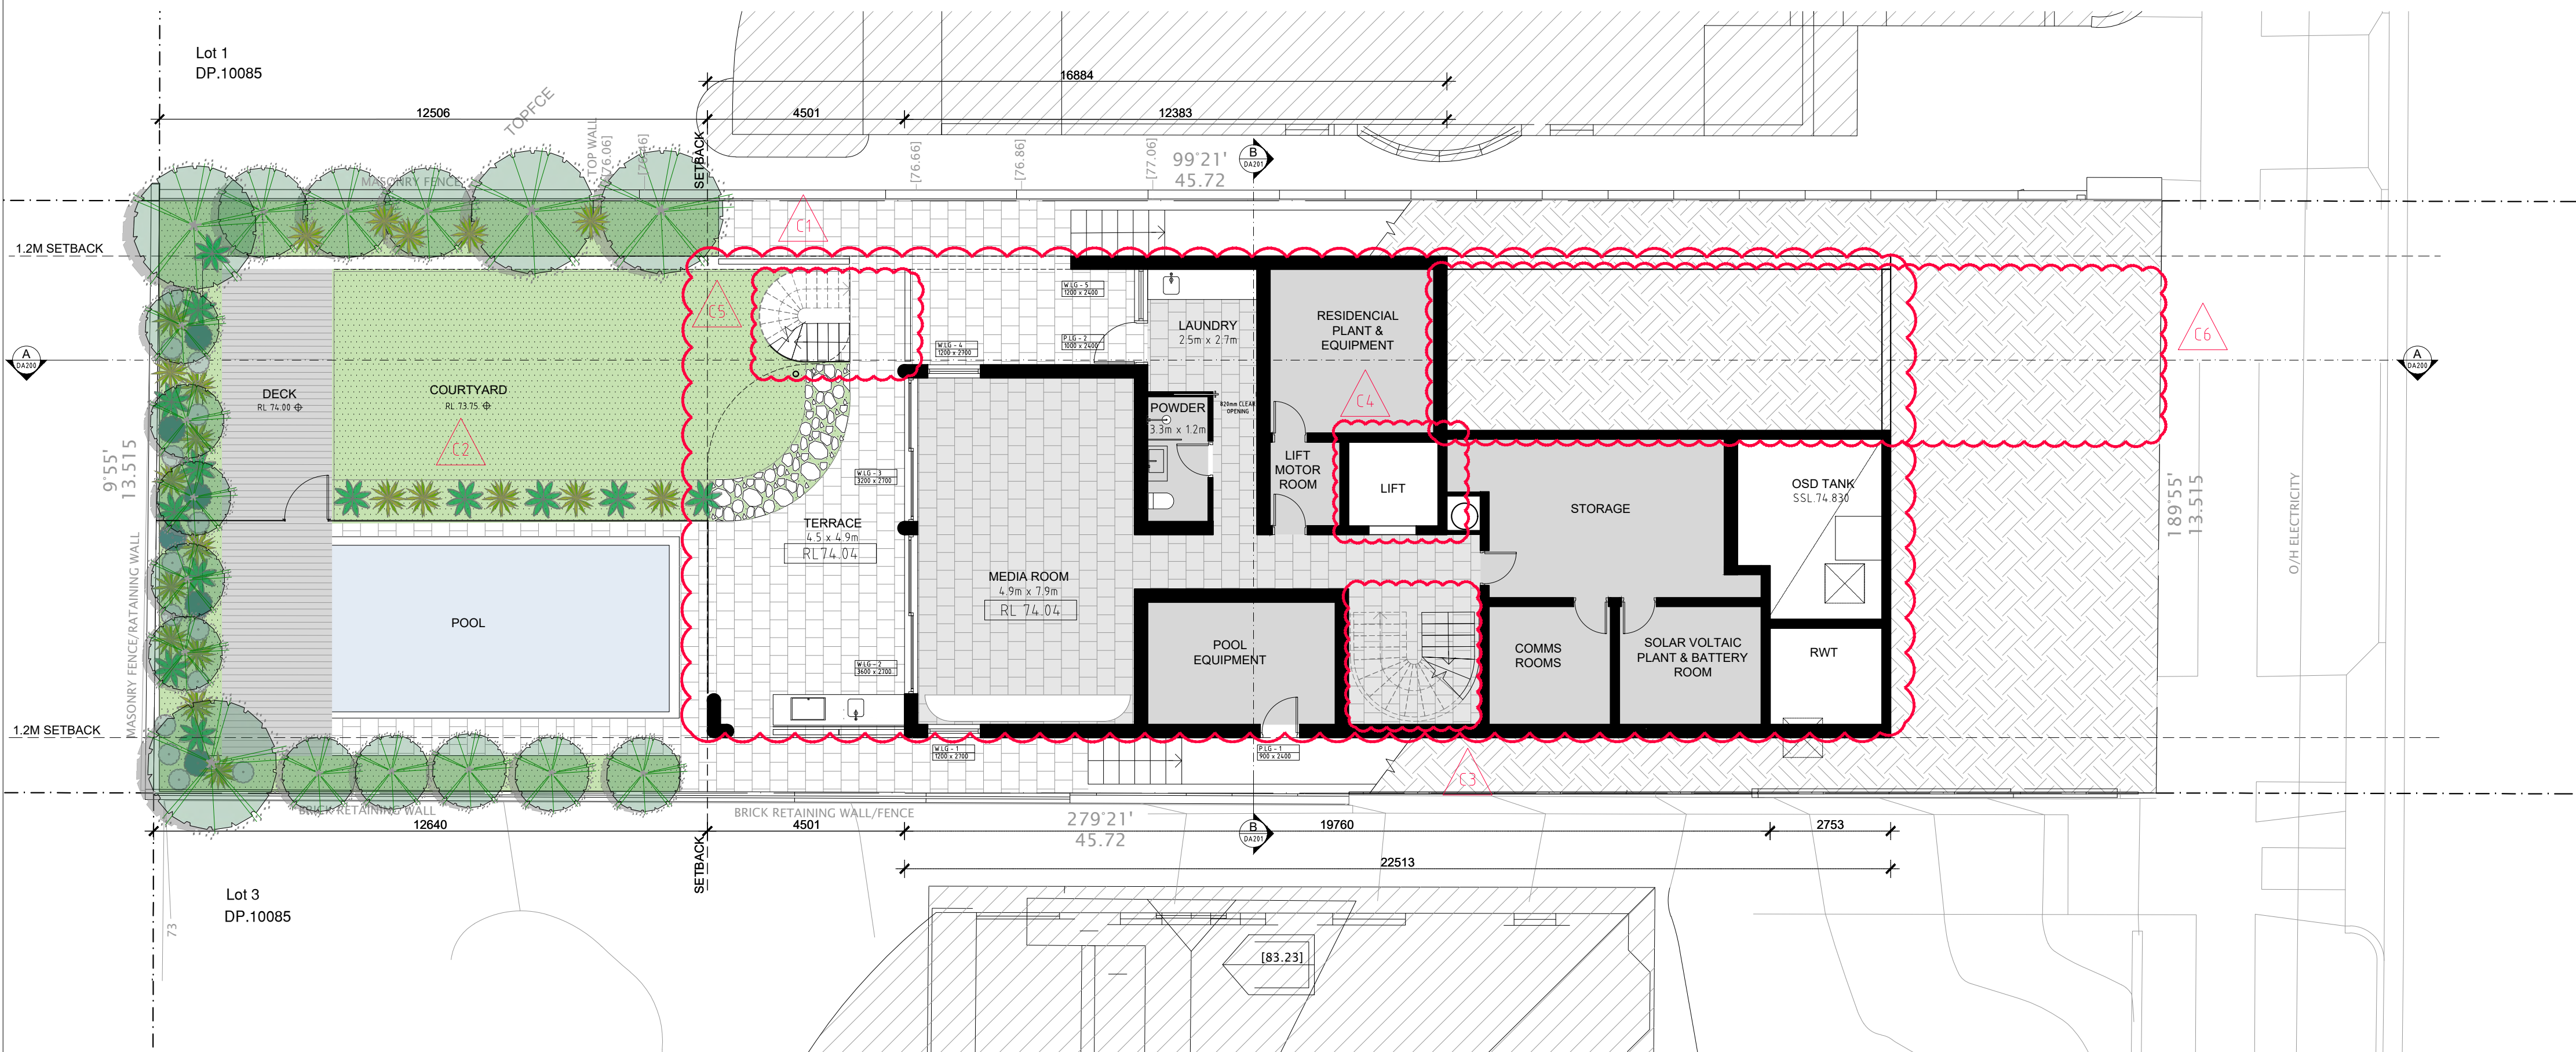 Lot 1
DP.10085
16884
12506
4501
12383
TOPFCE
TOP WALL
[76.06]
SETBACK
[76.66]
[76.86]
[77.06]
99°21'
45.72
B
DA201
MASONRY FENCE
C1
1.2M SETBACK
C5
W.LG - 5
1200 x 2400
LAUNDRY
2.5m x 2.7m
RESIDENCIAL
PLANT &
EQUIPMENT
C6
P.LG - 2
1000 x 2400
W.LG - 4
1200 x 2700
A
DA200
A
DA200
DECK
RL 74.00
COURTYARD
RL 73.75
C2
820mm CLEAR
OPENING
POWDER
3.3m x 1.2m
C4
9°55'
13.515
LIFT
MOTOR
ROOM
LIFT
STORAGE
OSD TANK
SSL.74.830
189°55'
13.515
O/H ELECTRICITY
W.LG - 3
3200 x 2700
TERRACE
4.5 x 4.9m
RL74.04
MEDIA ROOM
4.9m x 7.9m
RL 74.04
MASONRY FENCE/RATAINING WALL
POOL
POOL
EQUIPMENT
COMMS
ROOMS
SOLAR VOLTAIC
PLANT & BATTERY
ROOM
RWT
W.LG - 2
3600 x 2700
1.2M SETBACK
W.LG - 1
1200 x 2700
P.LG - 1
900 x 2400
C3
BRICK RETAINING WALL
BRICK RETAINING WALL/FENCE
12640
4501
279°21'
45.72
B
DA201
19760
2753
SETBACK
22513
Lot 3
DP.10085
73
[83.23]